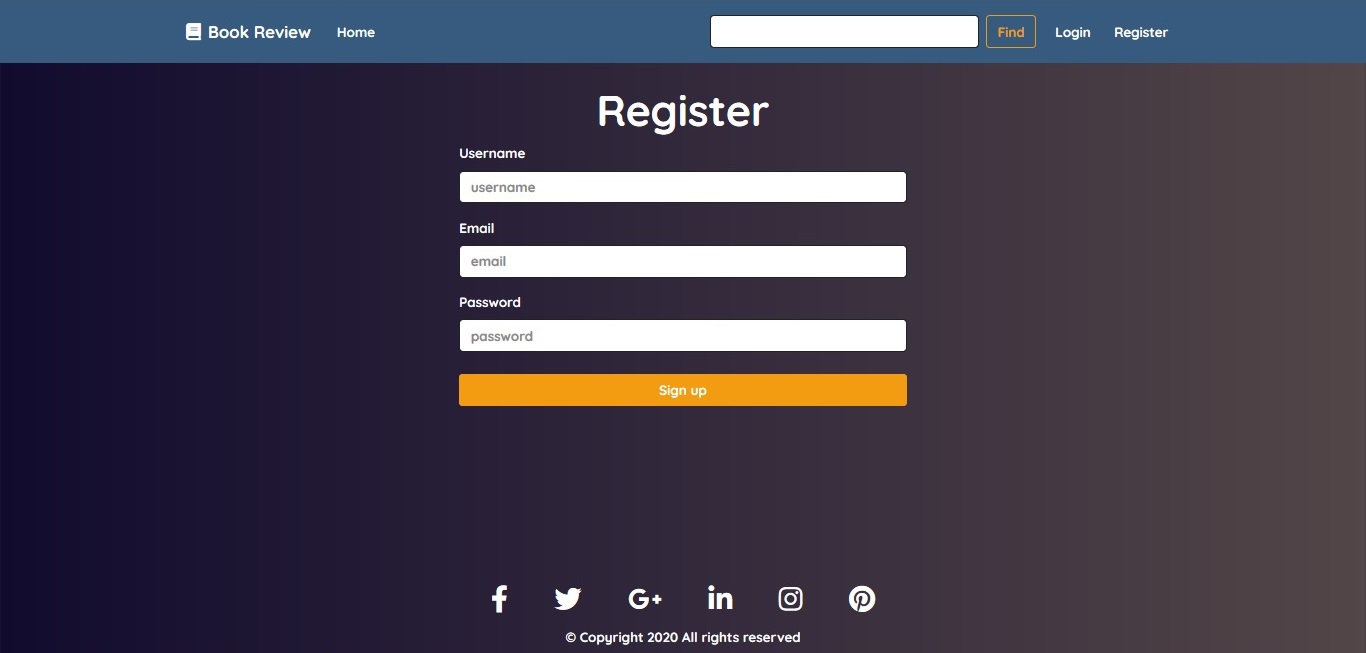 Book Review Home Find Login Register
Register
Username
username
Email
email
Password
password
Sign up
© Copyright 2020 All rights reserved